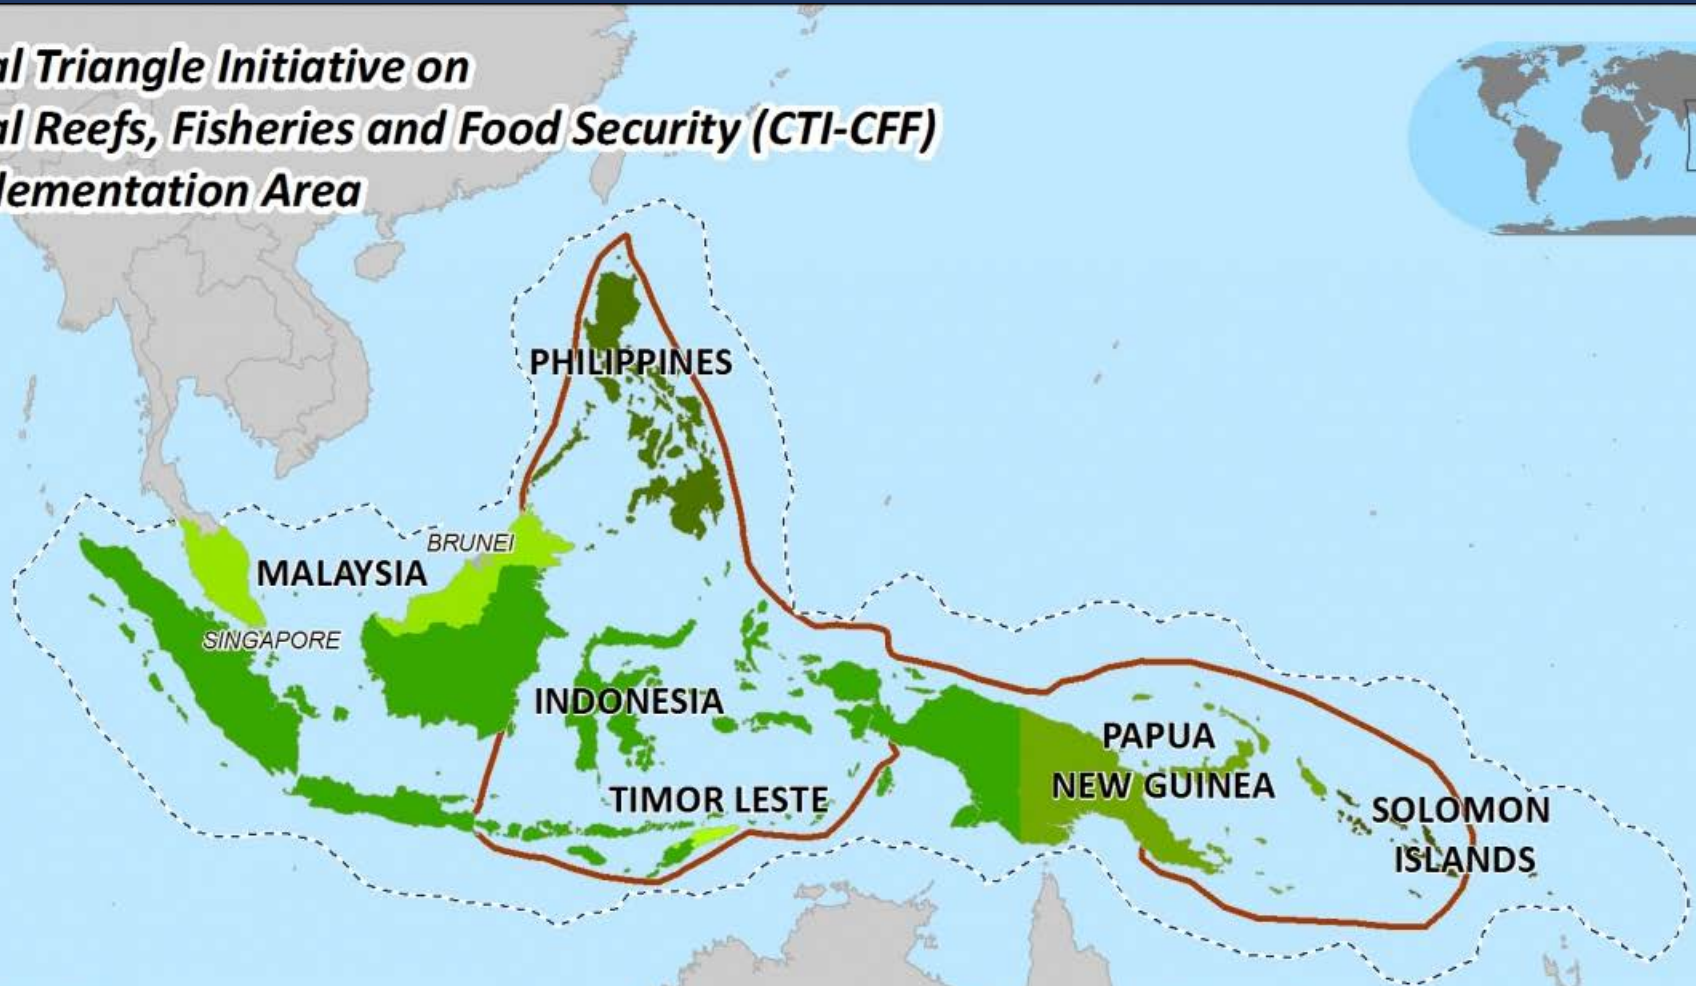 al Triangle Initiative on
al Reefs, Fisheries and Food Security (CTI-CFF)
lementation Area
PHILIPPINES
BRUNEI
MALAYSIA
SINGAPORE
INDONESIA
PAPUA
NEW GUINEA
TIMOR LESTE
SOLOMON
ISLANDS